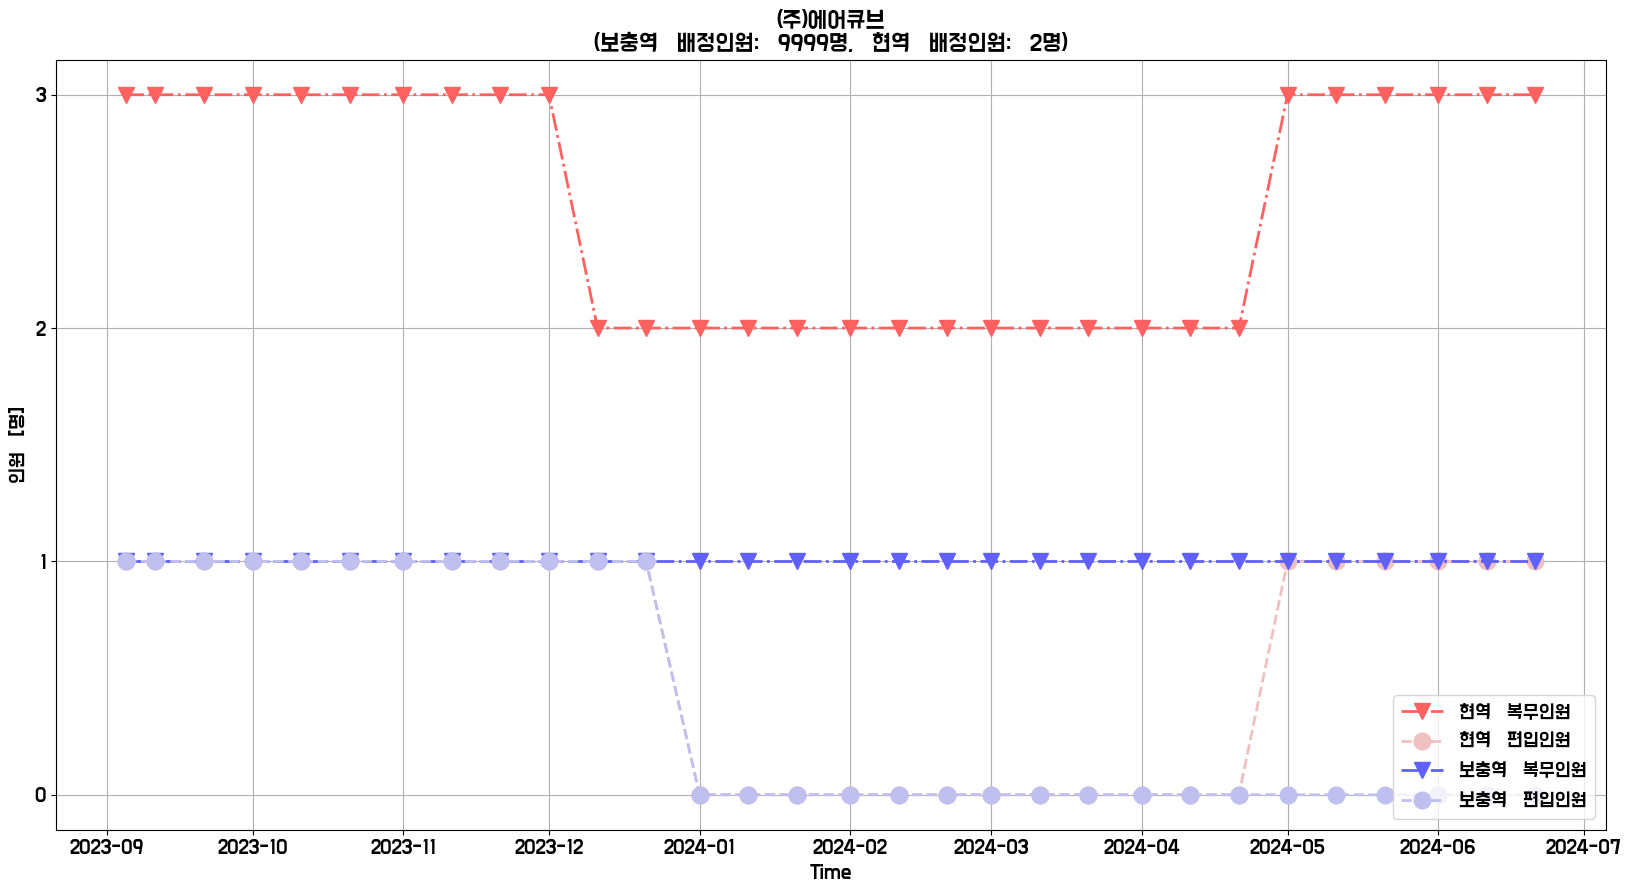 (주)에어큐브
(보충역 배정인원: 9999명, 현역 배정인원: 2명)
인원 [명]
3
2
1
0
2023-09 2023-10 2023-11 2023-12 2024-01 2024-02 2024-03 2024-04 2024-05 2024-06 2024-07
Time
현역 복무인원
현역 편입인원
보충역 복무인원
보충역 편입인원